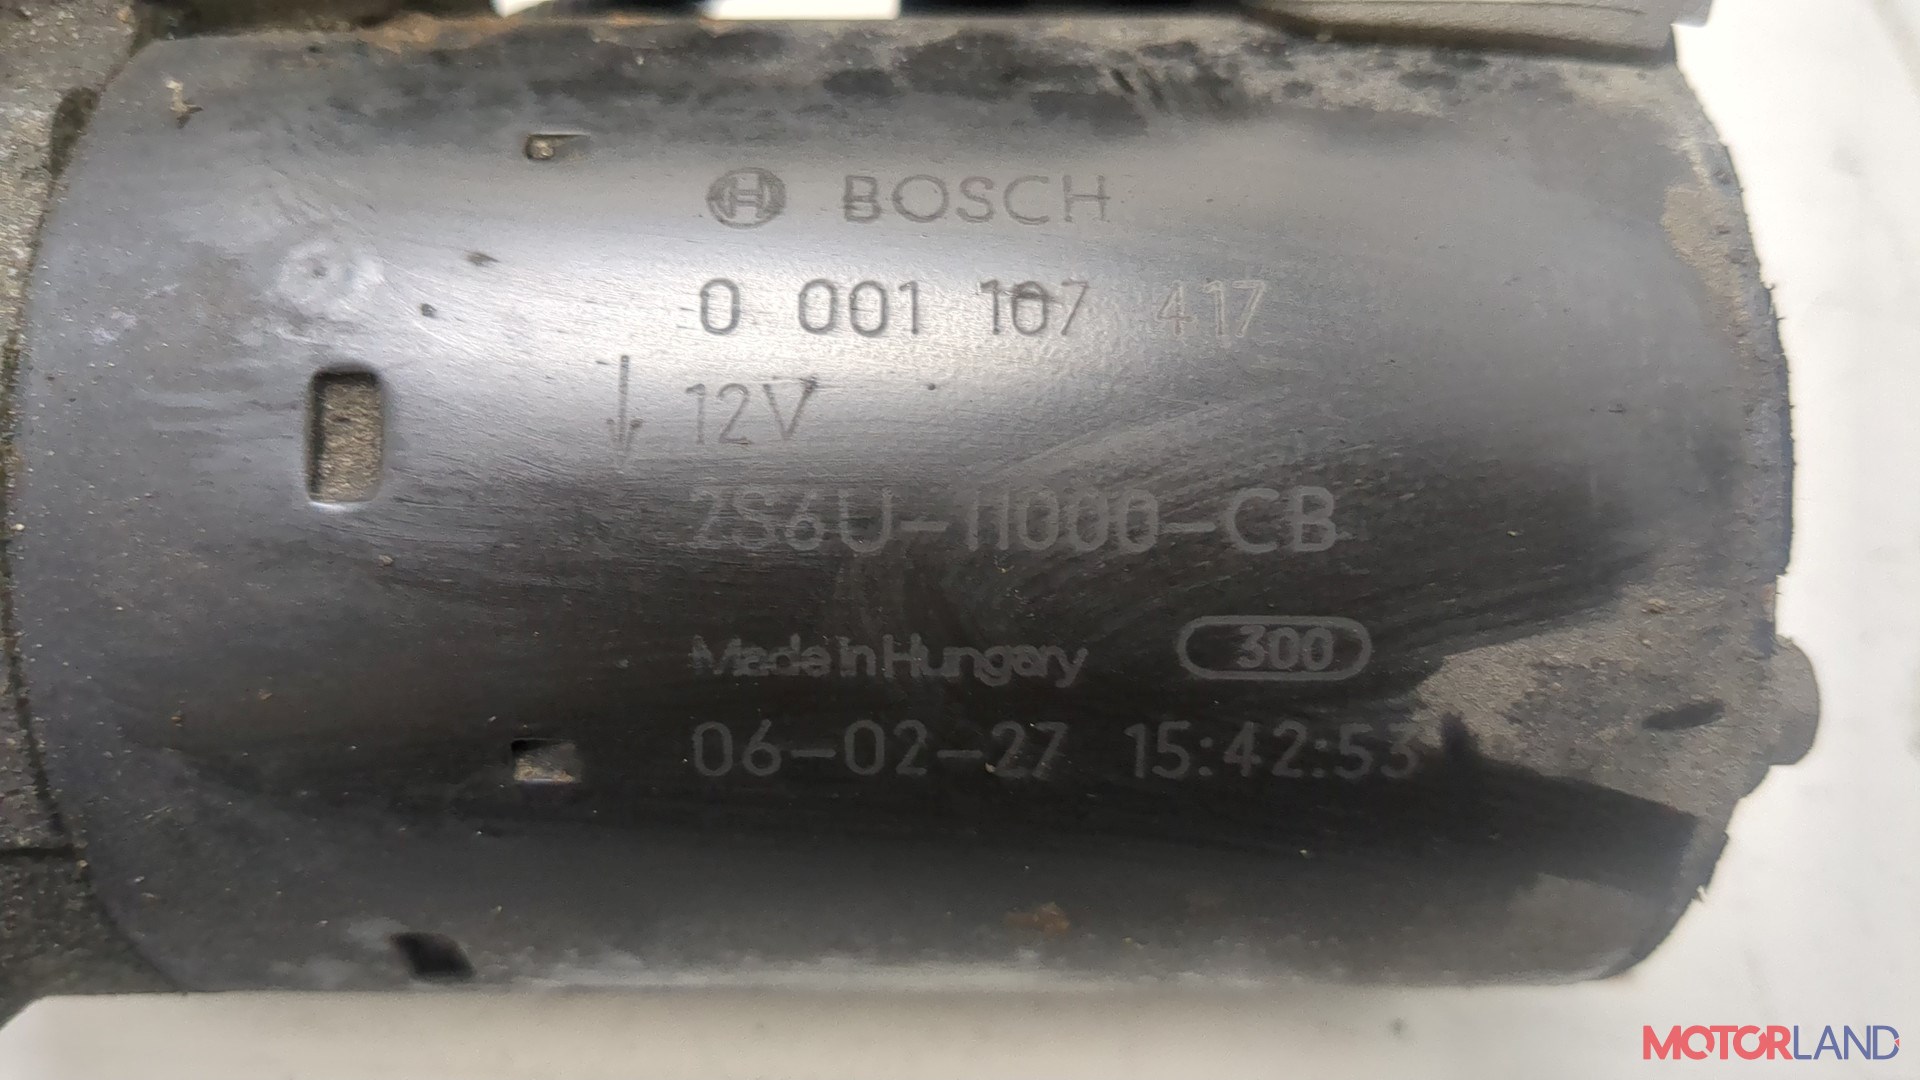 BOSCH
0 001 107 417
12V
2S6U-11000-CB
Made in Hungary 300
06-02-27 15:42:53
MOTORLAND